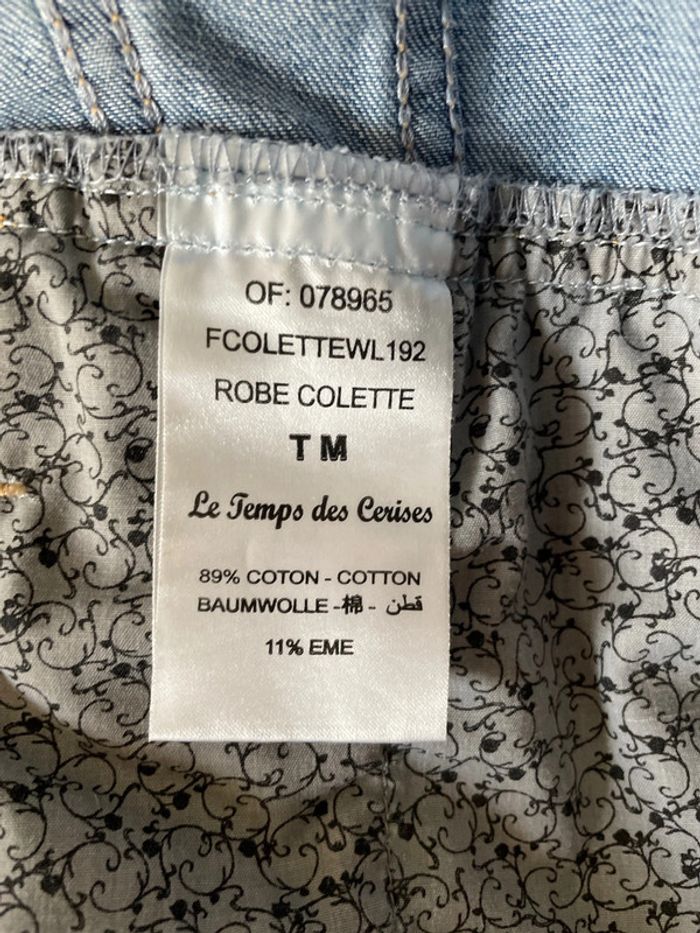 OF: 078965
FCOLETTEWL192
ROBE COLETTE
T M
Le Temps des Cerises
89% COTON - COTTON
BAUMWOLLE -棉 - قطن
11% EME